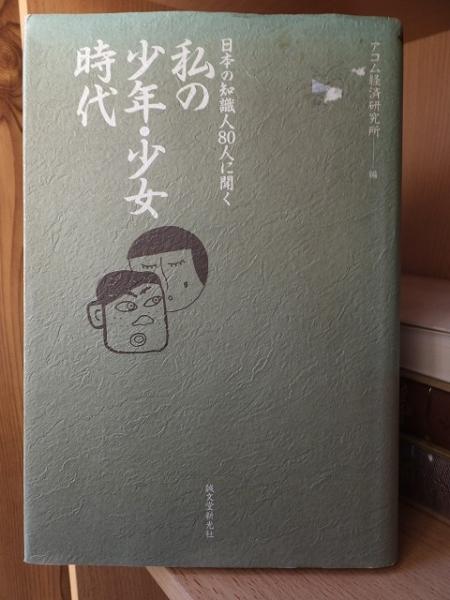 アコム経済研究所――編
日本の知識人80人に聞く
私の
少年・少女
時代
誠文堂新光社